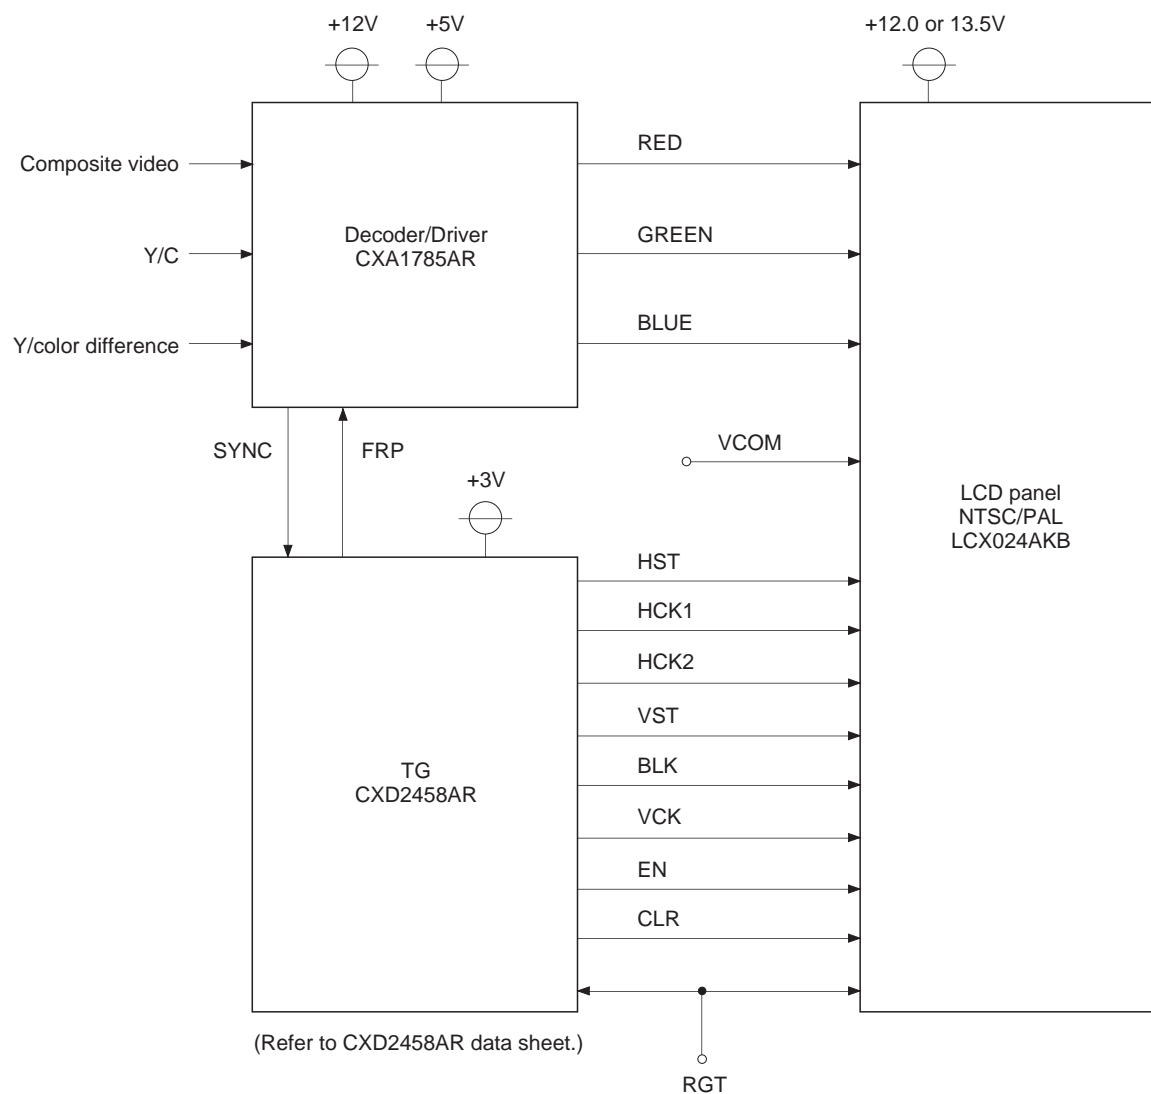 +12V
+5V
+12.0 or 13.5V
Composite video
Y/C
Y/color difference
Decoder/Driver
CXA1785AR
RED
GREEN
BLUE
SYNC
FRP
VCOM
+3V
LCD panel
NTSC/PAL
LCX024AKB
HST
HCK1
HCK2
VST
BLK
VCK
EN
CLR
TG
CXD2458AR
(Refer to CXD2458AR data sheet.)
RGT